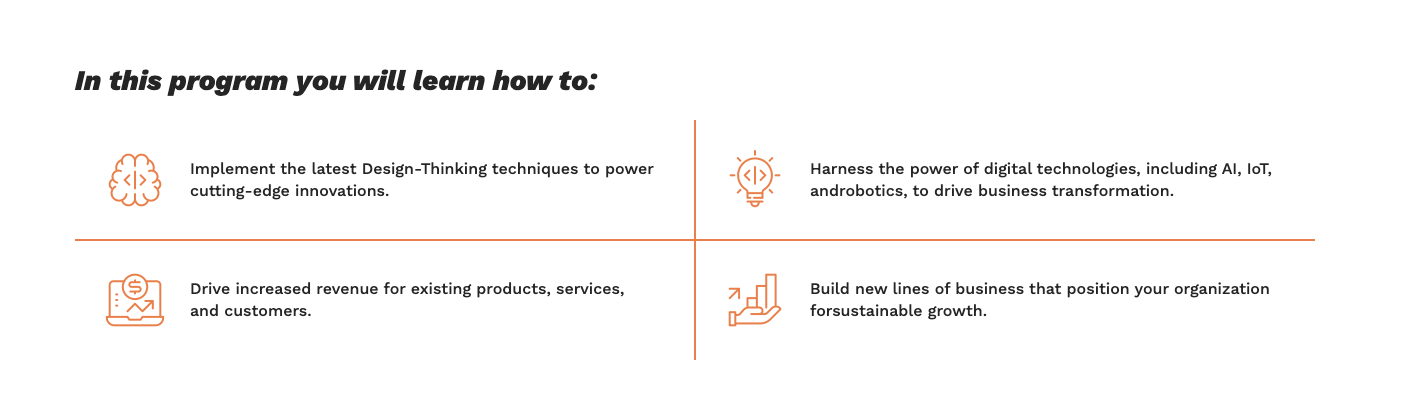 In this program you will learn how to:
Implement the latest Design-Thinking techniques to power
cutting-edge innovations.
Harness the power of digital technologies, including AI, IoT,
androbotics, to drive business transformation.
Drive increased revenue for existing products, services,
and customers.
Build new lines of business that position your organization
forsustainable growth.